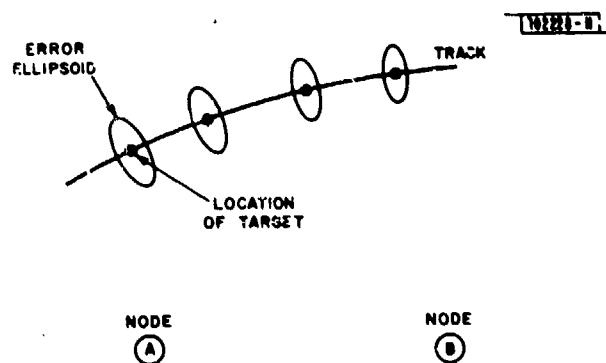 ERROR
ELLIPSOID
TRACK
LOCATION
OF TARGET
NODE
A
NODE
B